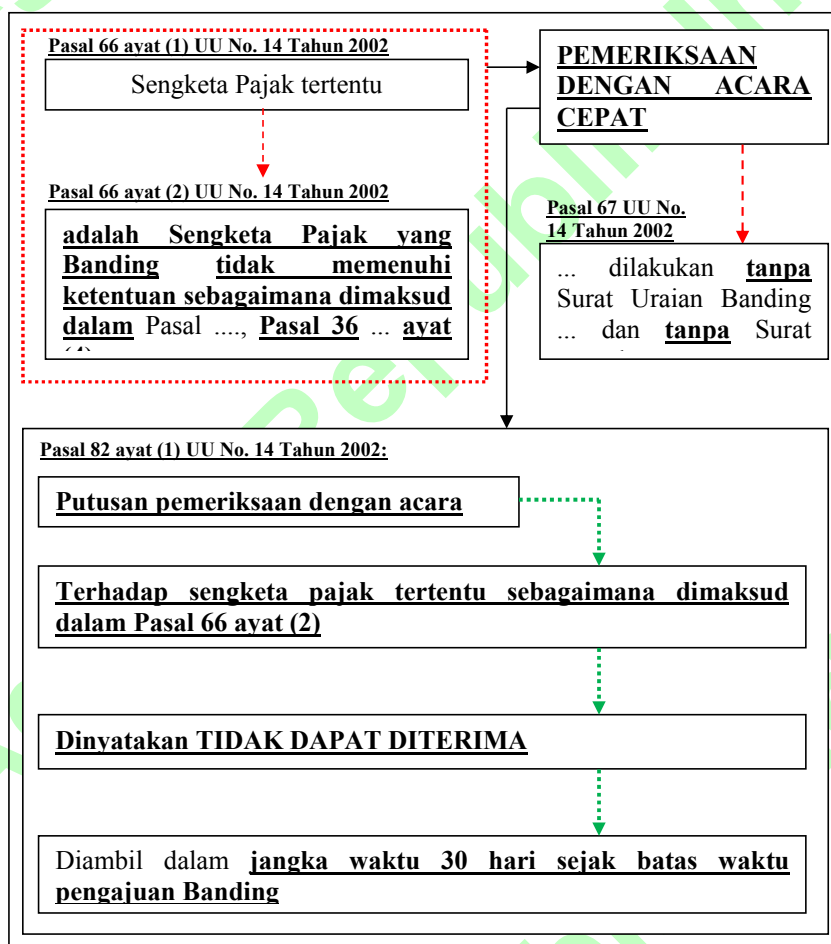 Pasal 66 ayat (1) UU No. 14 Tahun 2002
Sengketa Pajak tertentu
PEMERIKSAAN
DENGAN ACARA
CEPAT
Pasal 66 ayat (2) UU No. 14 Tahun 2002
adalah Sengketa Pajak yang
Banding tidak memenuhi
ketentuan sebagaimana dimaksud
dalam Pasal ...., Pasal 36 ... ayat
Pasal 67 UU No.
14 Tahun 2002
... dilakukan tanpa
Surat Uraian Banding
... dan tanpa Surat
Pasal 82 ayat (1) UU No. 14 Tahun 2002:
Putusan pemeriksaan dengan acara
Terhadap sengketa pajak tertentu sebagaimana dimaksud
dalam Pasal 66 ayat (2)
Dinyatakan TIDAK DAPAT DITERIMA
Diambil dalam jangka waktu 30 hari sejak batas waktu
pengajuan Banding